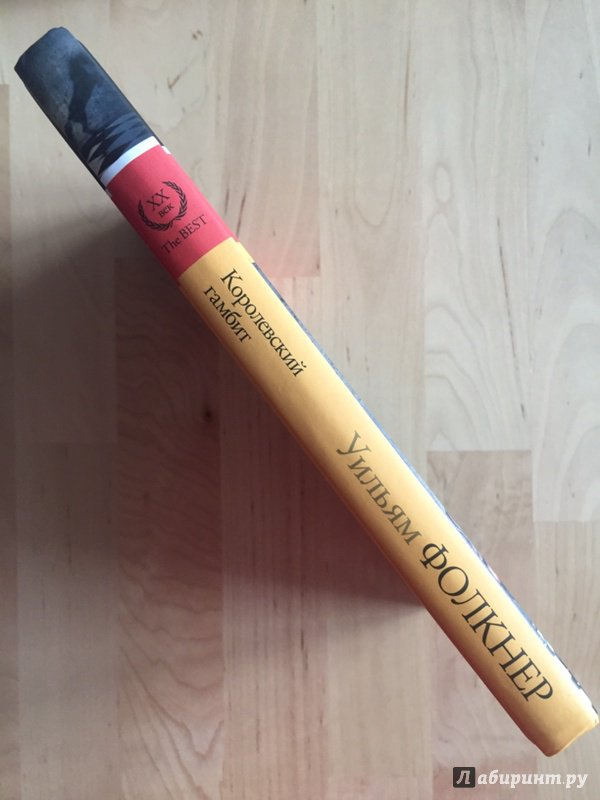 XX
век
The BEST
Королевский
гамбит
Уильям ФОЛКНЕР
Лабиринт.ру